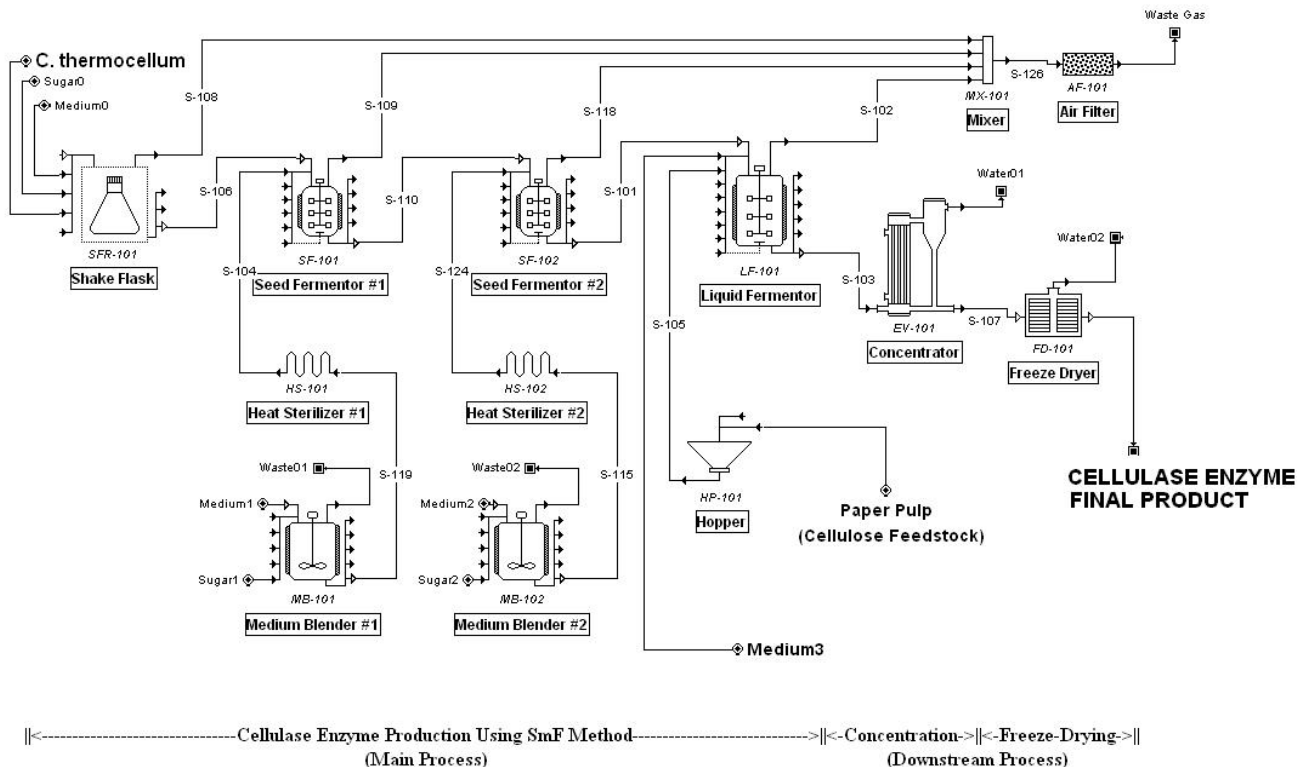 Waste Gas
C. thermocellum
Sugar0
Medium0
S-108
S-109
S-118
S-102
S-126
MX-101
Mixer
AF-101
Air Filter
S-106
S-110
S-101
Water01
Water02
SFR-101
Shake Flask
S-104
SF-101
Seed Fermentor #1
S-124
SF-102
Seed Fermentor #2
LF-101
Liquid Fermentor
S-103
S-105
EV-101
Concentrator
S-107
FD-101
Freeze Dryer
HS-101
Heat Sterilizer #1
HS-102
Heat Sterilizer #2
Waste01
S-119
Waste02
S-115
Medium1
Medium2
HP-101
Hopper
Paper Pulp
(Cellulose Feedstock)
CELLULASE ENZYME
FINAL PRODUCT
Sugar1
Sugar2
MB-101
Medium Blender #1
MB-102
Medium Blender #2
Medium3
||<------------------------------Cellulase Enzyme Production Using SmF Method------------------------->||<-Concentration->||<-Freeze-Drying->||
(Main Process)
(Downstream Process)